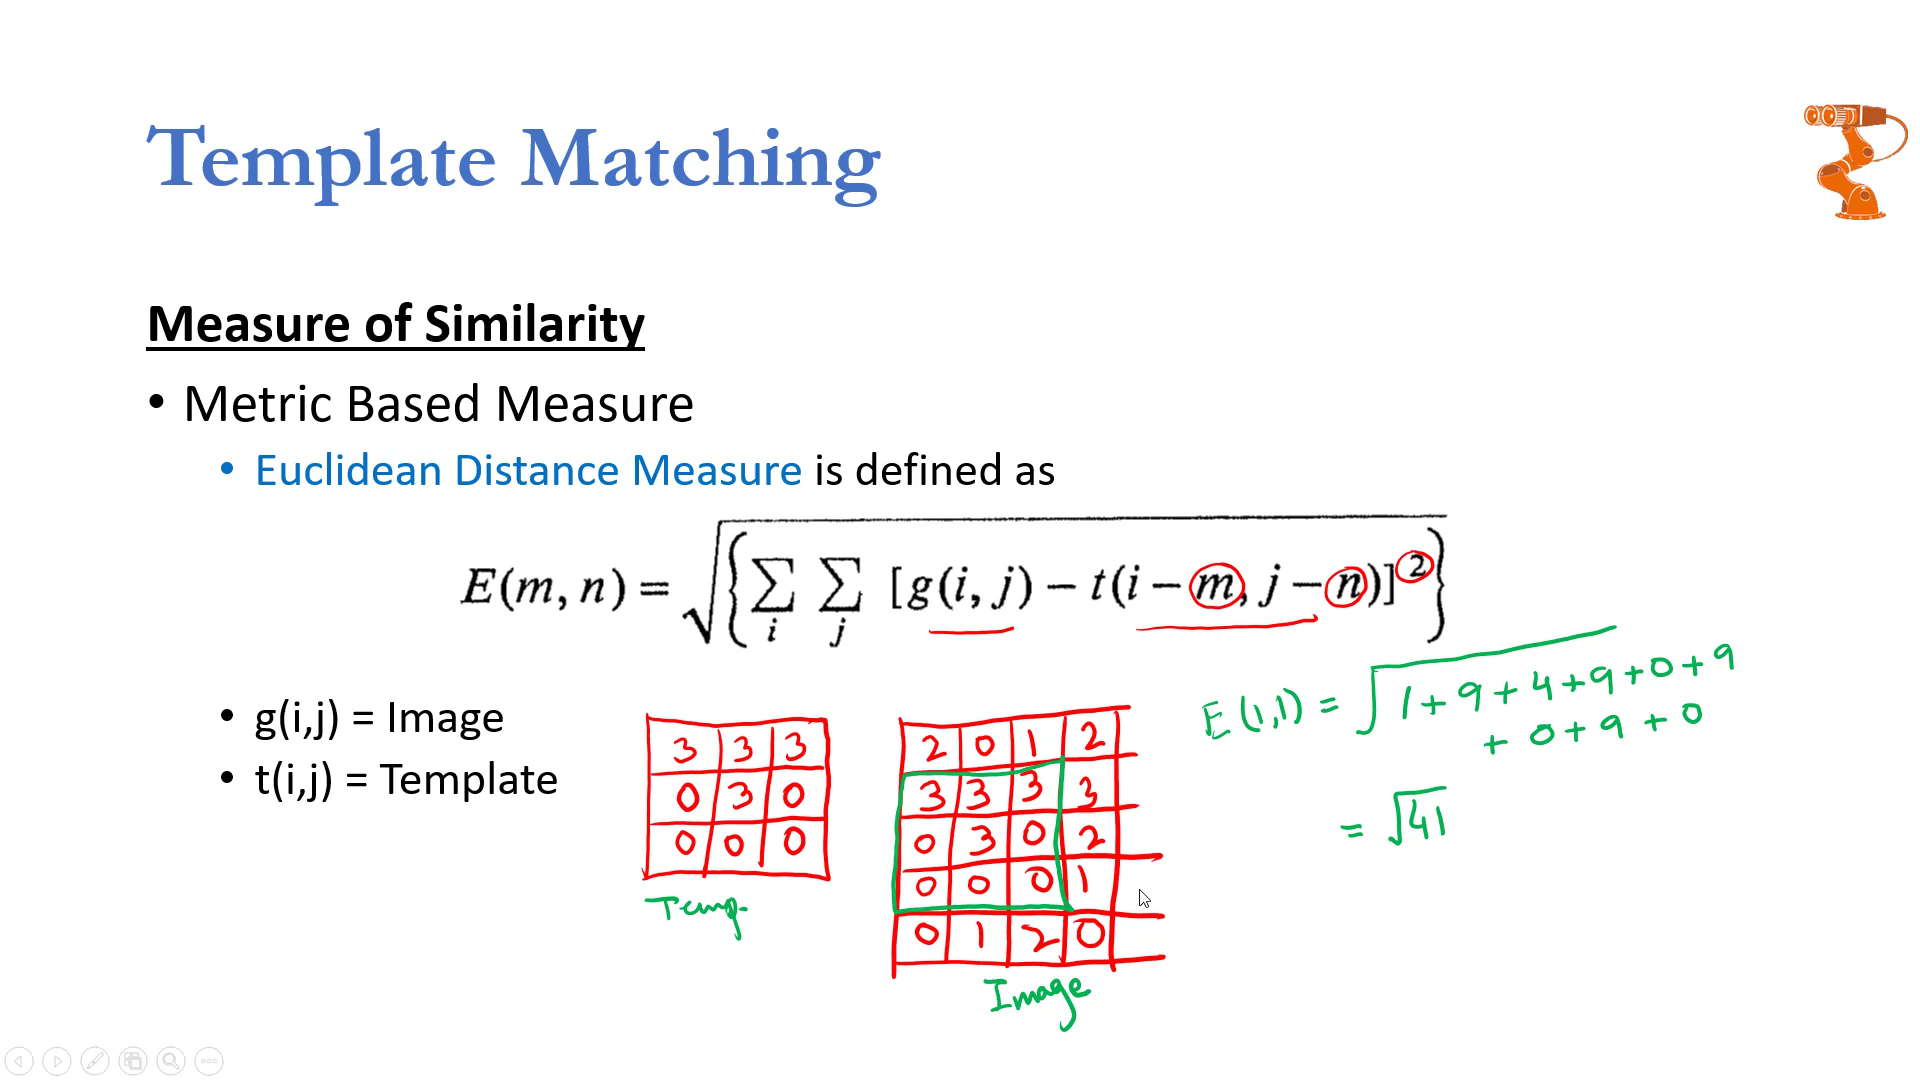 Template Matching
Measure of Similarity
• Metric Based Measure
• Euclidean Distance Measure is defined as
E(m, n) = √{∑i ∑j [g(i, j) − t(i − m, j − n)]²}
• g(i,j) = Image
• t(i,j) = Template
3 3 3
0 3 0
0 0 0
Temp.
2 0 1 2
3 3 3 3
0 3 0 2
0 0 0 1
0 1 2 0
Image
E(1,1) = √1+9+4+9+0+9
+0+9+0
= √41